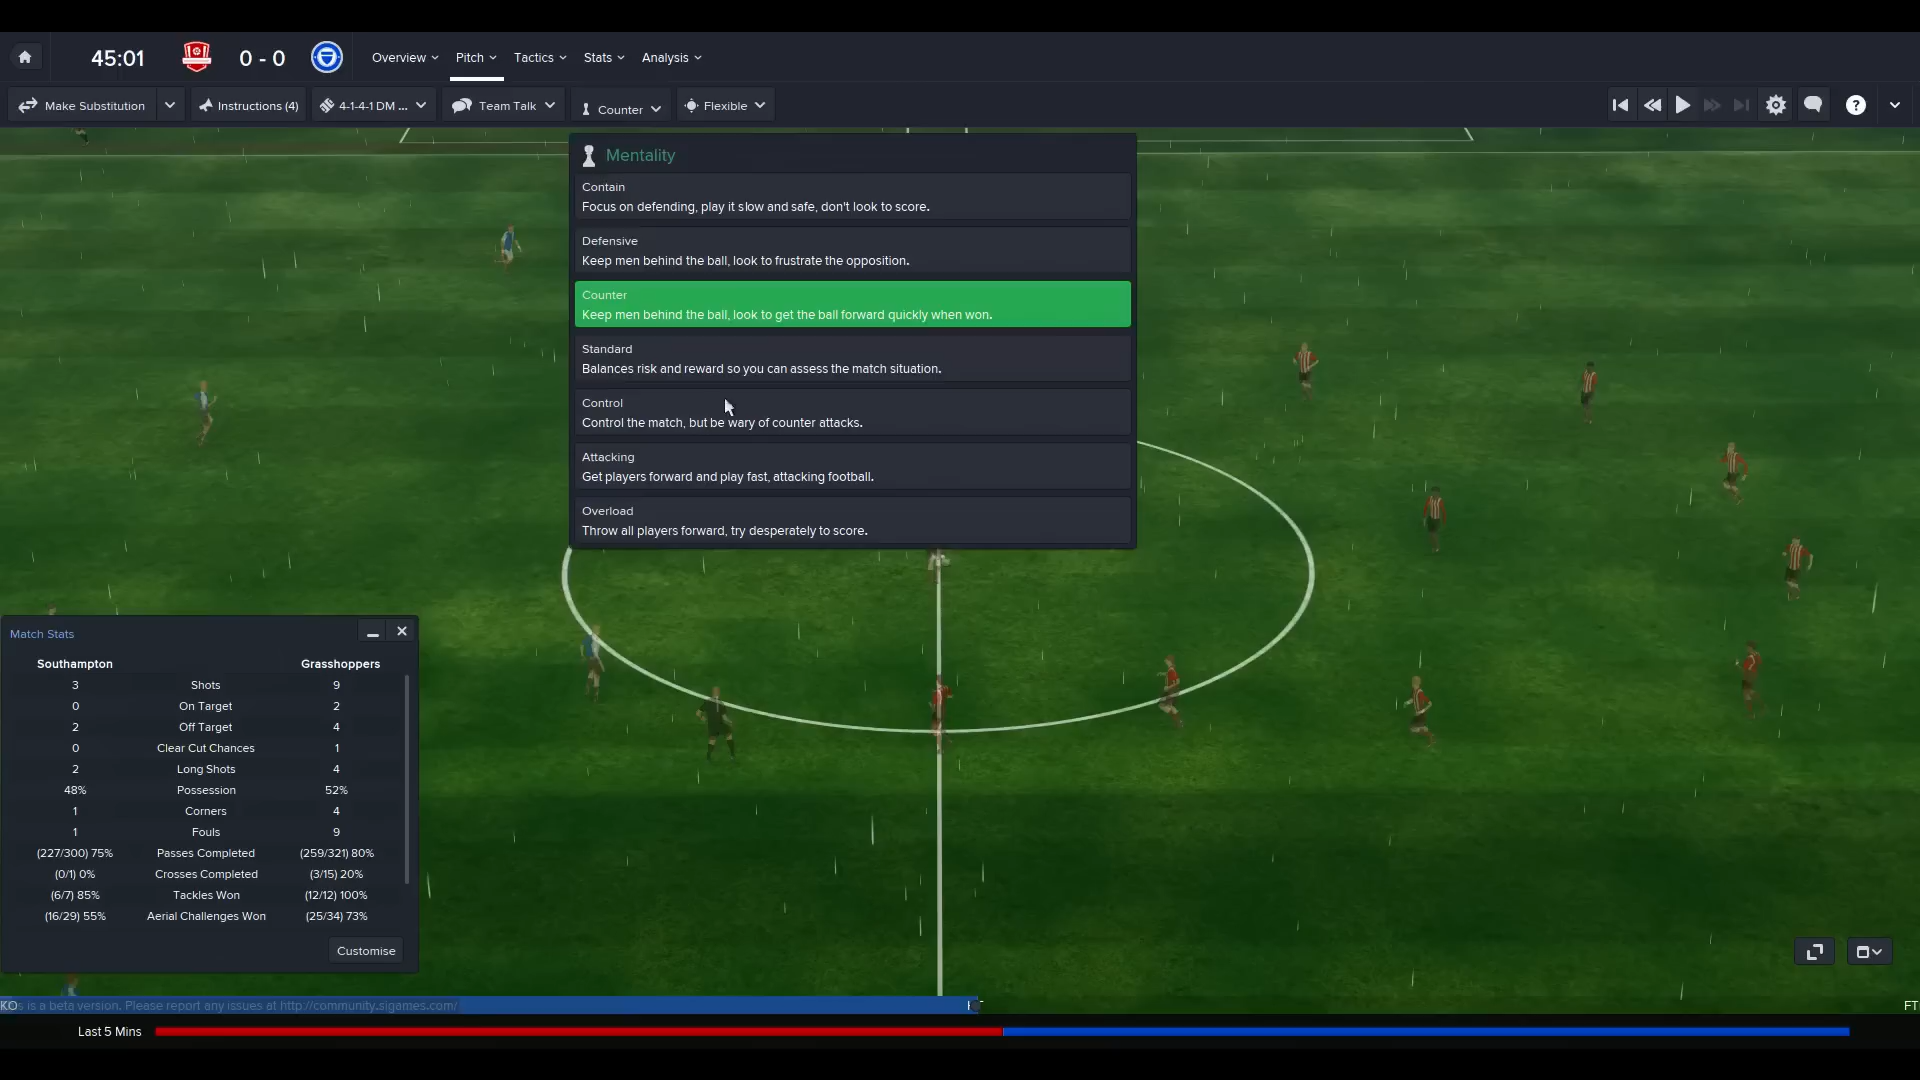 45:01
0 - 0
Overview
Pitch
Tactics
Stats
Analysis
Make Substitution
Instructions (4)
4-1-4-1 DM ...
Team Talk
Counter
Flexible
?
Mentality
Contain
Focus on defending, play it slow and safe, don't look to score.
Defensive
Keep men behind the ball, look to frustrate the opposition.
Counter
Keep men behind the ball, look to get the ball forward quickly when won.
Standard
Balances risk and reward so you can assess the match situation.
Control
Control the match, but be wary of counter attacks.
Attacking
Get players forward and play fast, attacking football.
Overload
Throw all players forward, try desperately to score.
Match Stats
Southampton Grasshoppers
3 Shots 9
0 On Target 2
2 Off Target 4
0 Clear Cut Chances 1
2 Long Shots 4
48% Possession 52%
1 Corners 4
1 Fouls 9
(227/300) 75% Passes Completed (259/321) 80%
(0/1) 0% Crosses Completed (3/15) 20%
(6/7) 85% Tackles Won (12/12) 100%
(16/29) 55% Aerial Challenges Won (25/34) 73%
Customise
KO
s is a beta version. Please report any issues at http://community.sigames.com/
FT
Last 5 Mins